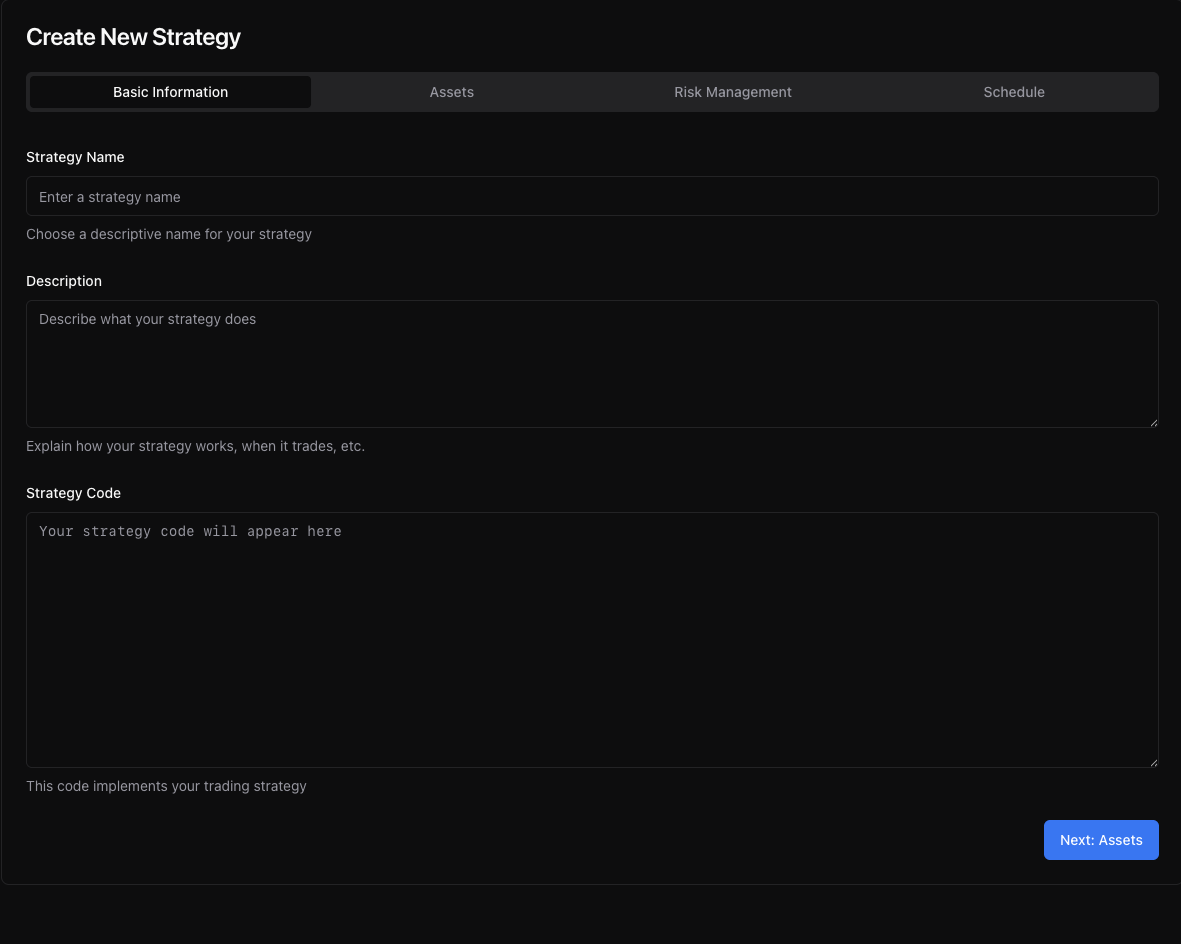 Create New Strategy
Basic Information Assets Risk Management Schedule
Strategy Name
Enter a strategy name
Choose a descriptive name for your strategy
Description
Describe what your strategy does
Explain how your strategy works, when it trades, etc.
Strategy Code
Your strategy code will appear here
This code implements your trading strategy
Next: Assets